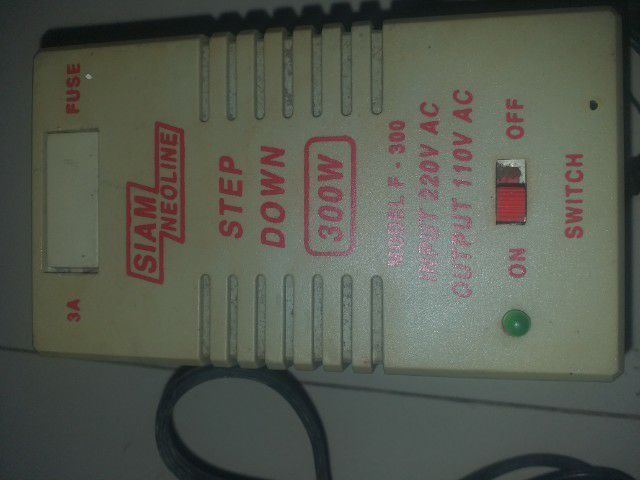 3A FUSE
SIAM
NEOLINE
STEP
DOWN
300W
MODEL F - 300
INPUT 220V AC
OUTPUT 110V AC
ON OFF
SWITCH